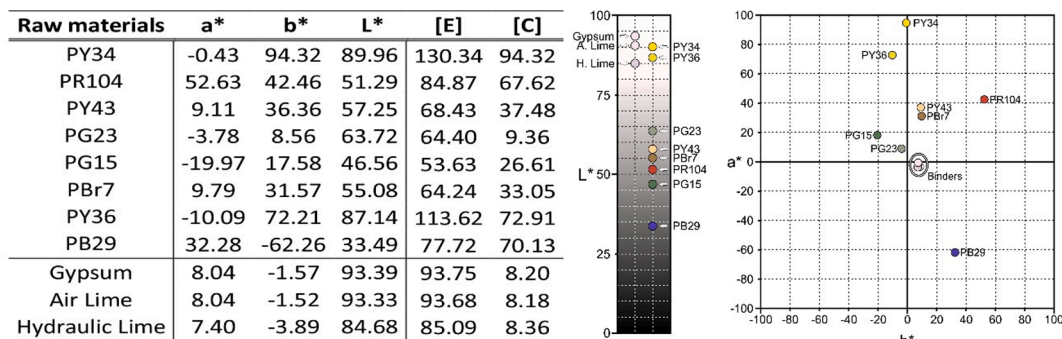 Raw materials a* b* L* [E] [C]
PY34 -0.43 94.32 89.96 130.34 94.32
PR104 52.63 42.46 51.29 84.87 67.62
PY43 9.11 36.36 57.25 68.43 37.48
PG23 -3.78 8.56 63.72 64.40 9.36
PG15 -19.97 17.58 46.56 53.63 26.61
PBr7 9.79 31.57 55.08 64.24 33.05
PY36 -10.09 72.21 87.14 113.62 72.91
PB29 32.28 -62.26 33.49 77.72 70.13
Gypsum 8.04 -1.57 93.39 93.75 8.20
Air Lime 8.04 -1.52 93.33 93.68 8.18
Hydraulic Lime 7.40 -3.89 84.68 85.09 8.36
100
Gypsum
A. Lime
PY34
PY36
H. Lime
75
PG23
PY43
PBr7
L*
50
PR104
PG15
PB29
25
0
100
PY34
80
PY36
60
40
PY43
PR104
PBr7
20
PG15
PG23
a*
0
Binders
-20
-40
-60
PB29
-80
-100
-100 -80 -60 -40 -20 0 20 40 60 80 100